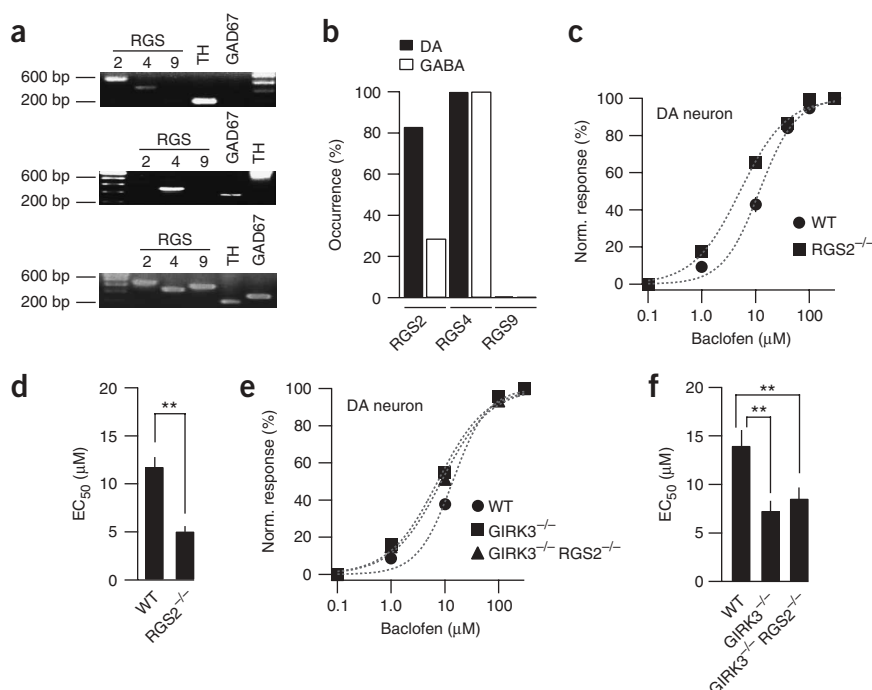 a
RGS
2 4 9 TH GAD67
600 bp
200 bp
RGS
2 4 9 GAD67 TH
600 bp
200 bp
RGS
2 4 9 TH GAD67
600 bp
200 bp
b
DA
GABA
100
80
60
40
20
0
Occurrence (%)
RGS2 RGS4 RGS9
c
DA neuron
100
80
60
40
20
0
Norm. response (%)
WT
RGS2−/−
0.1 1.0 10 100
Baclofen (μM)
d
20
15
10
5
0
EC50 (μM)
**
WT RGS2−/−
e
DA neuron
100
80
60
40
20
0
Norm. response (%)
WT
GIRK3−/−
GIRK3−/− RGS2−/−
0.1 1.0 10 100
Baclofen (μM)
f
20
15
10
5
0
EC50 (μM)
**
**
WT GIRK3−/− GIRK3−/− RGS2−/−